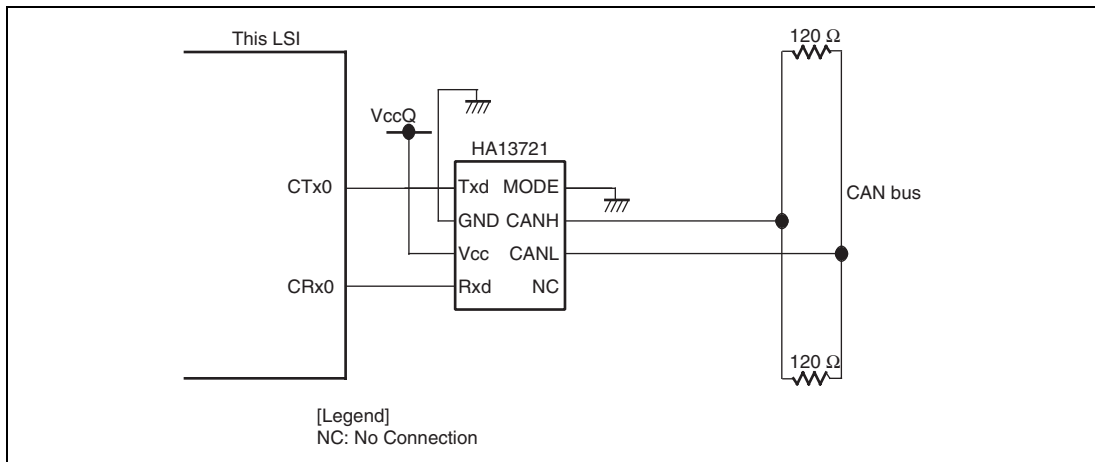 This LSI
120 Ω
VccQ
HA13721
CTx0
Txd MODE
CAN bus
GND CANH
Vcc CANL
CRx0
Rxd NC
120 Ω
[Legend]
NC: No Connection